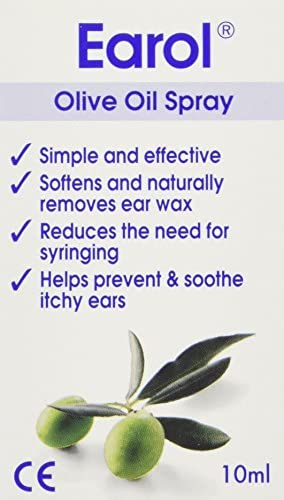 Earol®
Olive Oil Spray
✓ Simple and effective
✓ Softens and naturally
removes ear wax
✓ Reduces the need for
syringing
✓ Helps prevent & soothe
itchy ears
CE
10ml